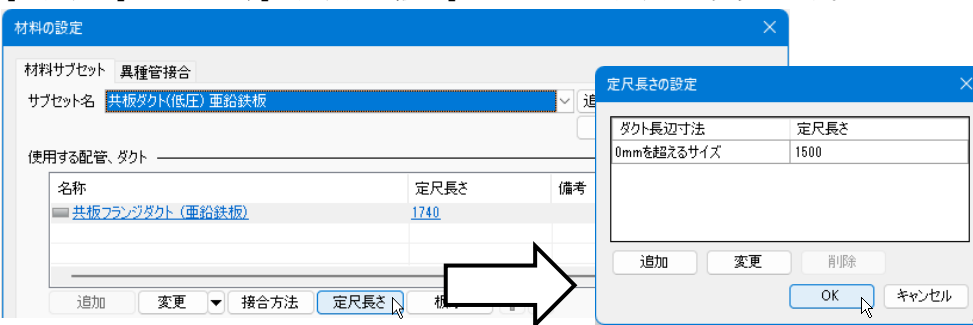 材料の設定
材料サブセット 異種管接合
サブセット名 共板ダクト(低圧) 亜鉛鉄板
使用する配管、ダクト
名称 定尺長さ 備考
共板フランジダクト (亜鉛鉄板) 1740
追加 変更 接合方法 定尺長さ
定尺長さの設定
ダクト長辺寸法 定尺長さ
0mmを超えるサイズ 1500
追加 変更 削除
OK キャンセル